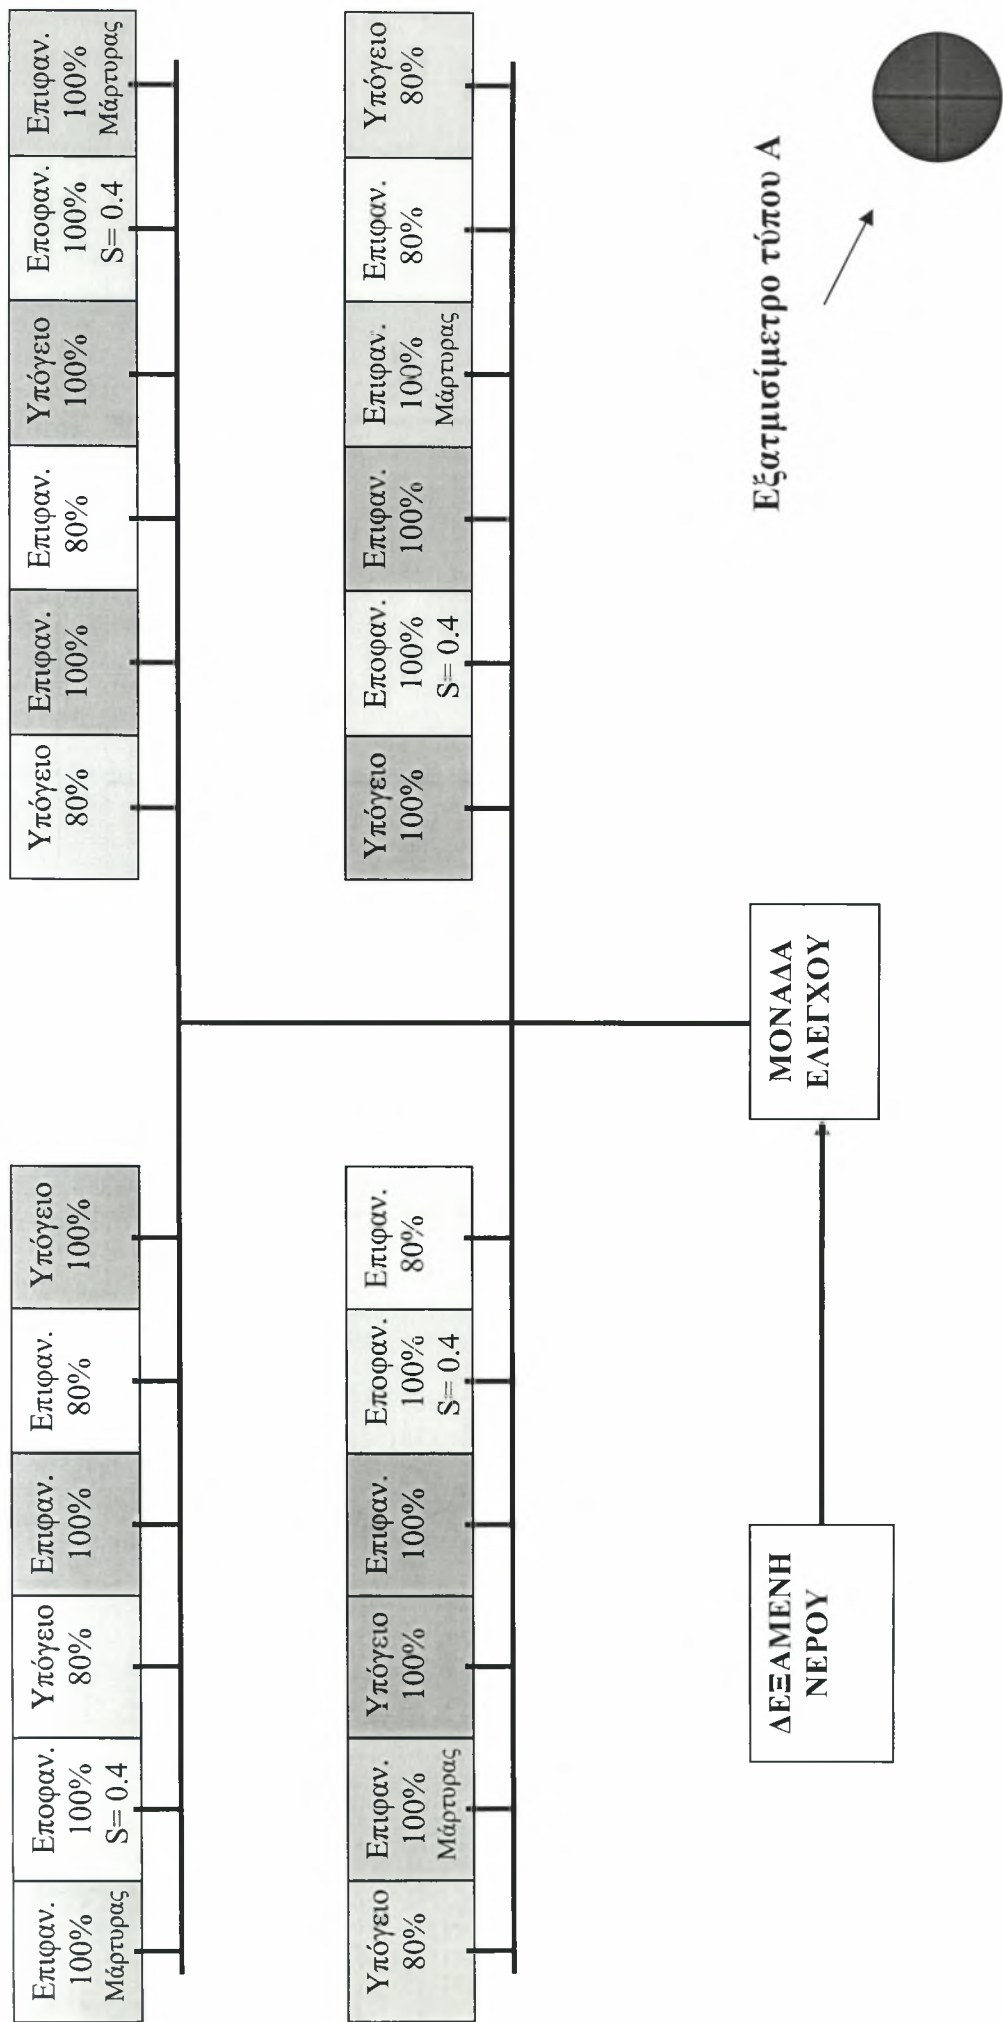 Επιφαν.
100%
Μάρτυρας
Εποφαν.
100%
S= 0.4
Υπόγειο
80%
Επιφαν.
100%
Επιφαν.
80%
Υπόγειο
100%
Υπόγειο
80%
Επιφαν.
100%
Επιφαν.
80%
Υπόγειο
100%
Εποφαν.
100%
S= 0.4
Επιφαν.
100%
Μάρτυρας
Υπόγειο
80%
Επιφαν.
100%
Μάρτυρας
Υπόγειο
100%
Επιφαν.
100%
Εποφαν.
100%
S= 0.4
Επιφαν.
80%
Υπόγειο
100%
Εποφαν.
100%
S= 0.4
Επιφαν.
100%
Επιφαν.
100%
Μάρτυρας
Επιφαν.
80%
Υπόγειο
80%
ΔΕΞΑΜΕΝΗ
ΝΕΡΟΥ
ΜΟΝΑΔΑ
ΕΛΕΓΧΟΥ
Εξατμισίμετρο τύπου Α